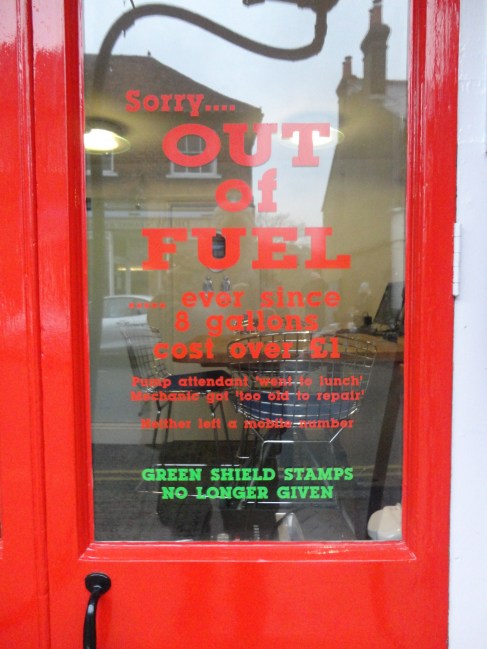 Sorry....
OUT
of
FUEL
..... ever since
8 gallons
cost over £1
Pump attendant 'went to lunch'
Mechanic got 'too old to repair'
Neither left a mobile number
GREEN SHIELD STAMPS
NO LONGER GIVEN